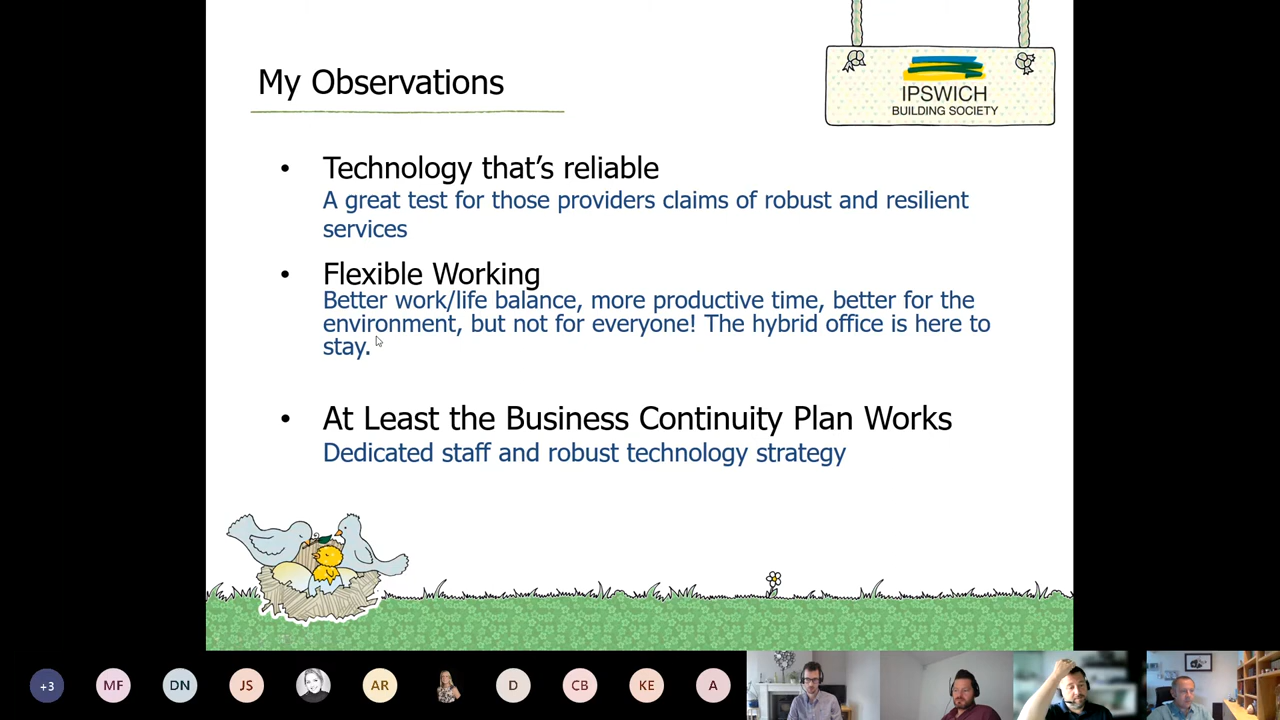 My Observations
IPSWICH
BUILDING SOCIETY
• Technology that's reliable
A great test for those providers claims of robust and resilient
services
• Flexible Working
Better work/life balance, more productive time, better for the
environment, but not for everyone! The hybrid office is here to
stay.
• At Least the Business Continuity Plan Works
Dedicated staff and robust technology strategy
+3 MF DN JS AR D CB KE A